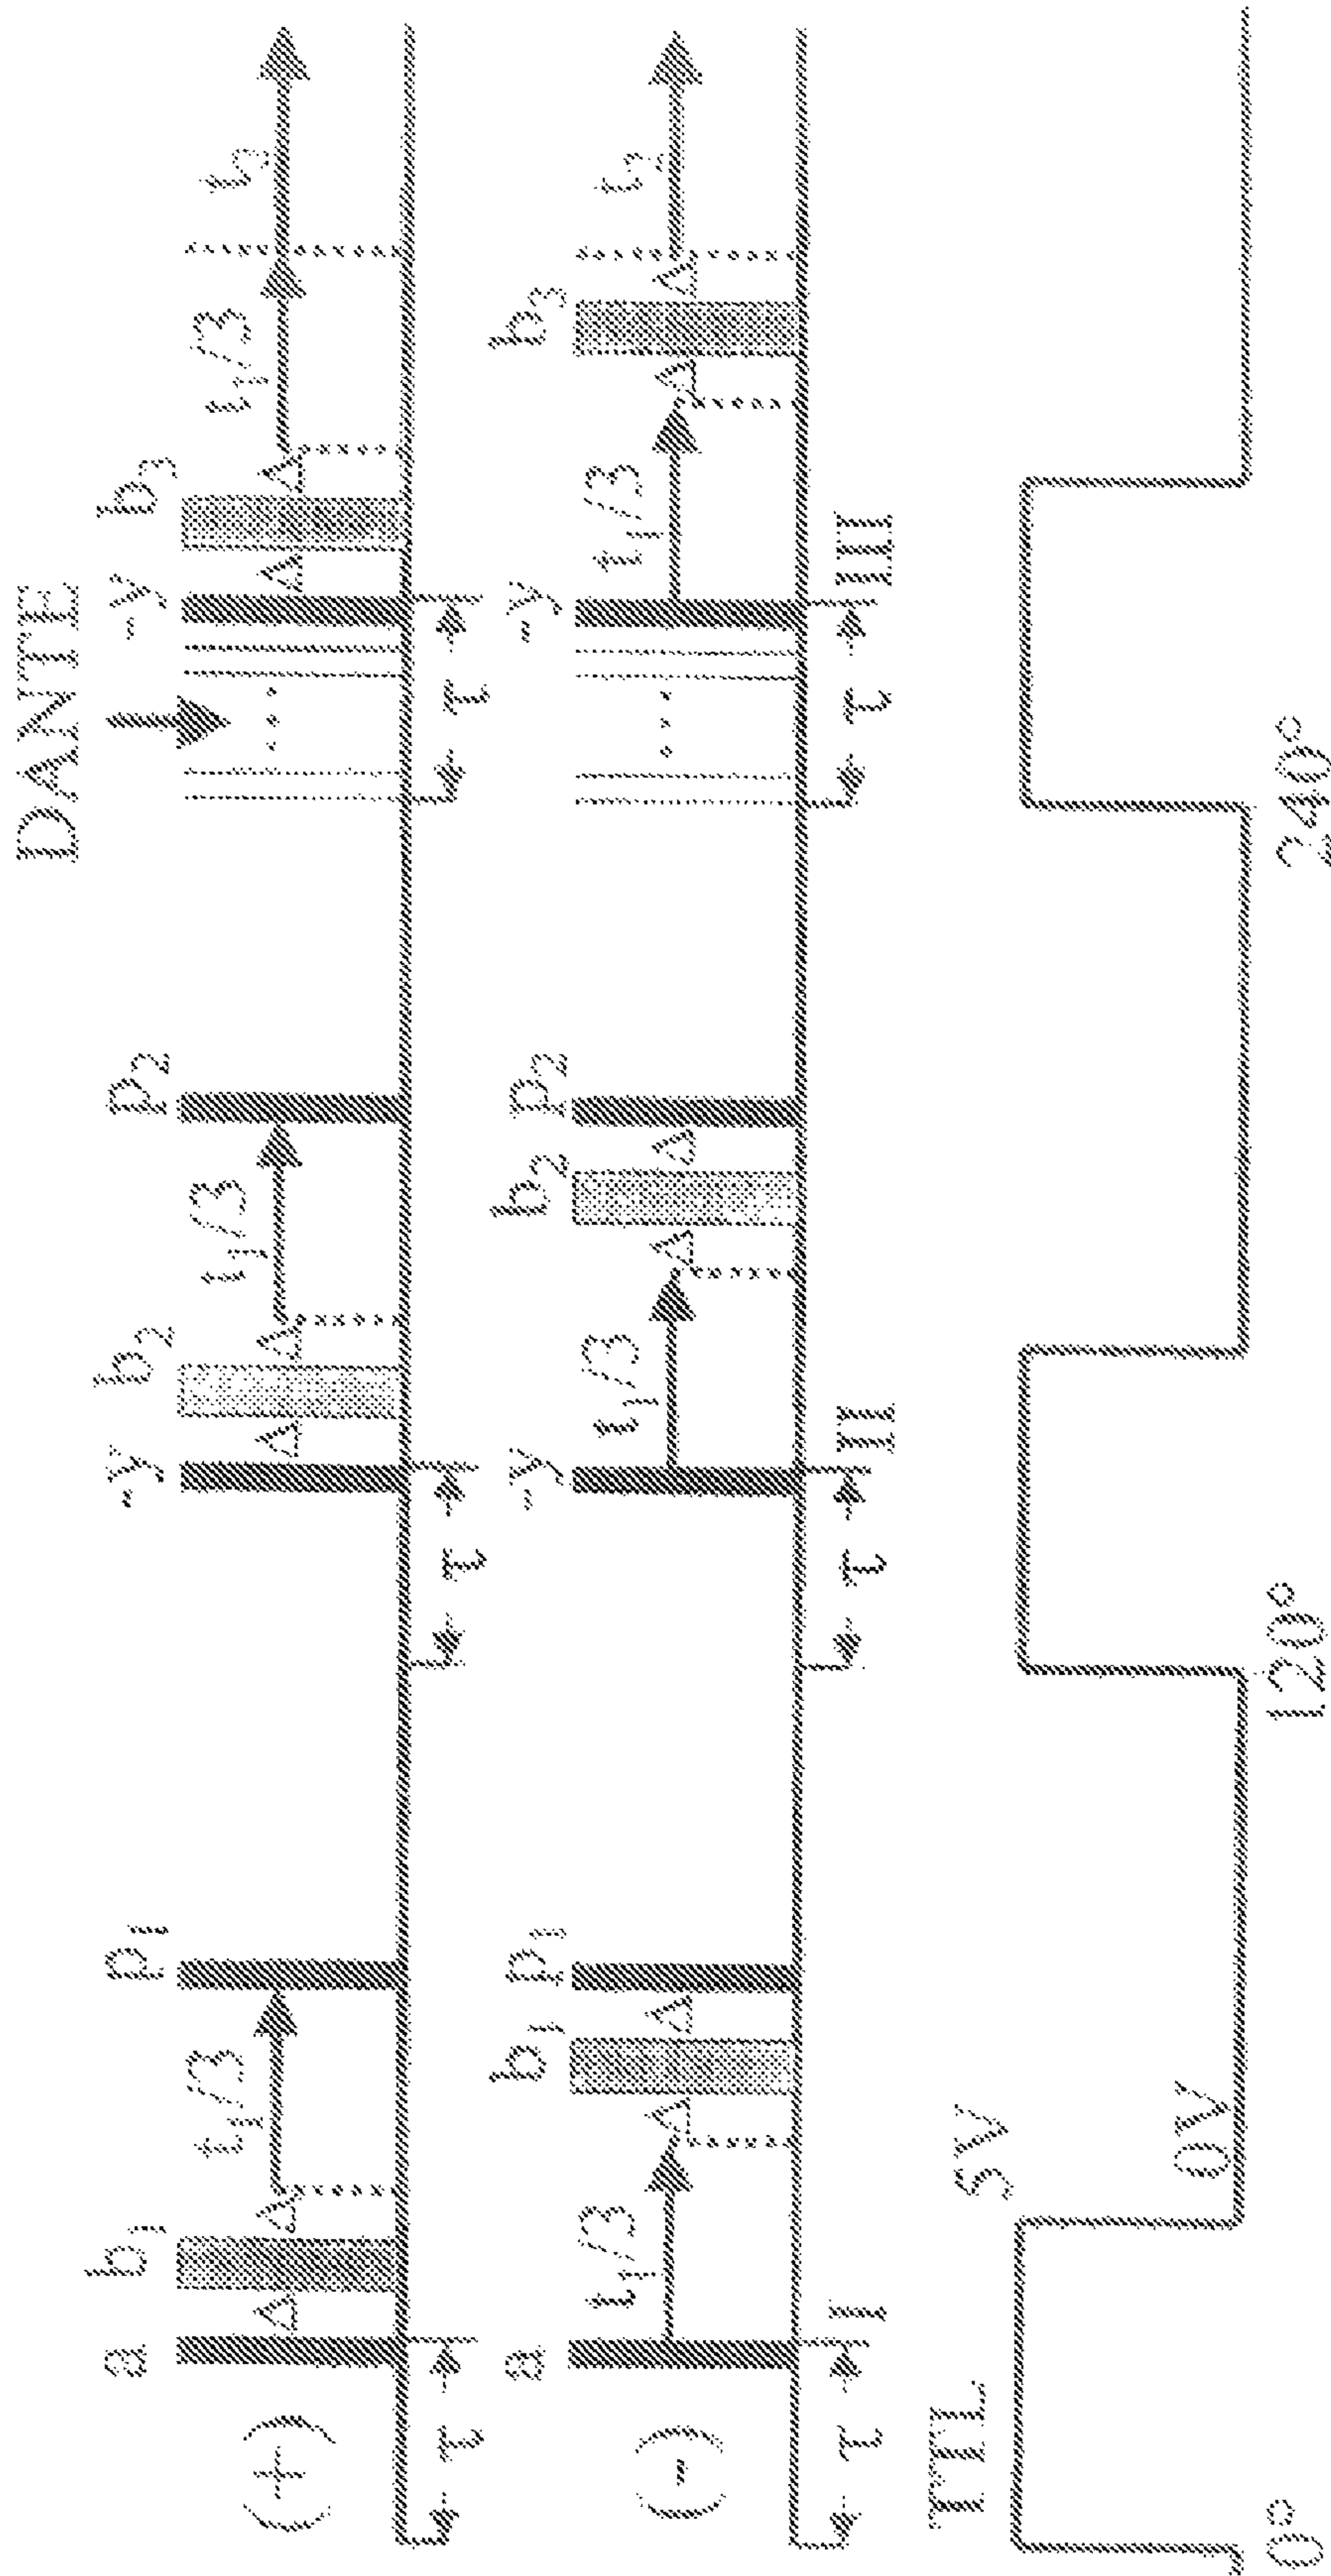 DANTE
a b₁ p₁ -y b₂ p₂ -y b₃
(+) Δ Δ t₁/3 Δ Δ t₁/3 ... Δ Δ t₁/3 t₂
τ τ τ
a b₁ p₁ -y b₂ p₂ -y b₃
(-) t₁/3 Δ Δ t₁/3 Δ Δ ... t₁/3 Δ Δ t₂
τ I τ II τ III
TTL 5V
0V
0° 120° 240°